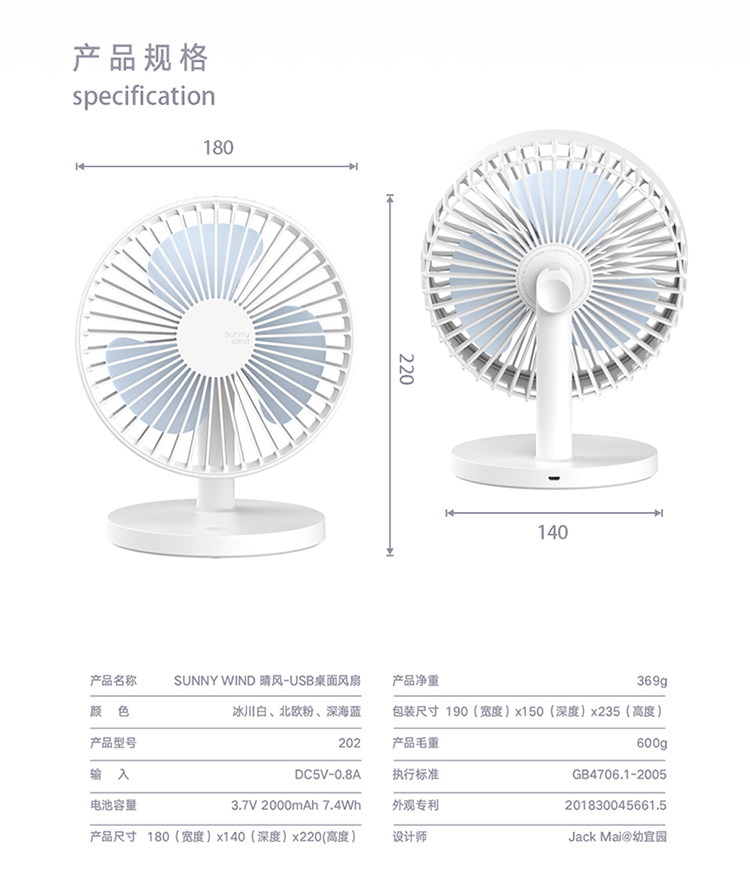 产品规格
specification
180
220
140
sunny
wind
产品名称 SUNNY WIND 晴风-USB桌面风扇
颜 色 冰川白、北欧粉、深海蓝
产品型号 202
输 入 DC5V-0.8A
电池容量 3.7V 2000mAh 7.4Wh
产品尺寸 180（宽度）x140（深度）x220(高度)
产品净重 369g
包装尺寸 190（宽度）x150（深度）x235（高度）
产品毛重 600g
执行标准 GB4706.1-2005
外观专利 201830045661.5
设计师 Jack Mai@幼宜园